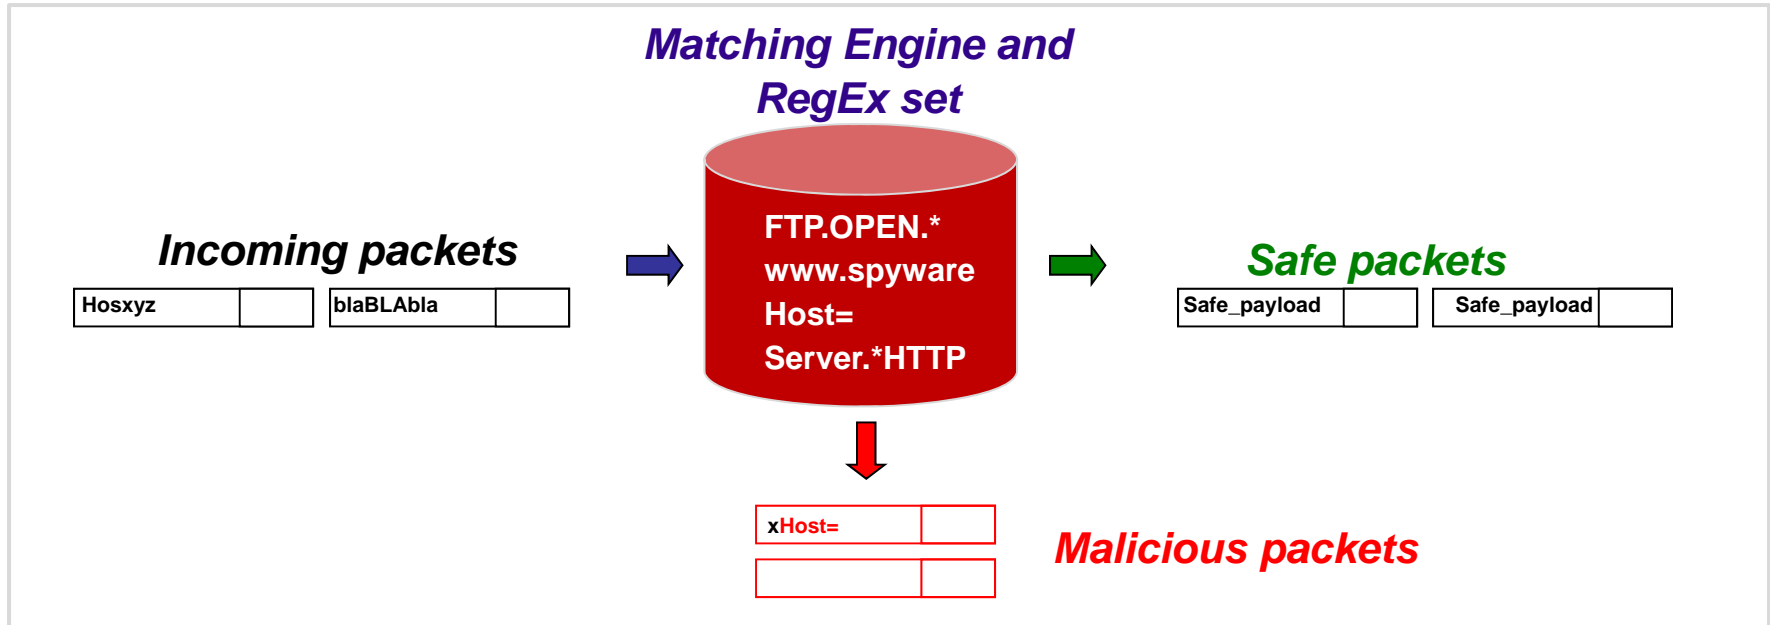 Matching Engine and
RegEx set
FTP.OPEN.*
www.spyware
Host=
Server.*HTTP
Incoming packets
Hosxyz
blaBLAbla
Safe packets
Safe_payload
Safe_payload
xHost=
Malicious packets